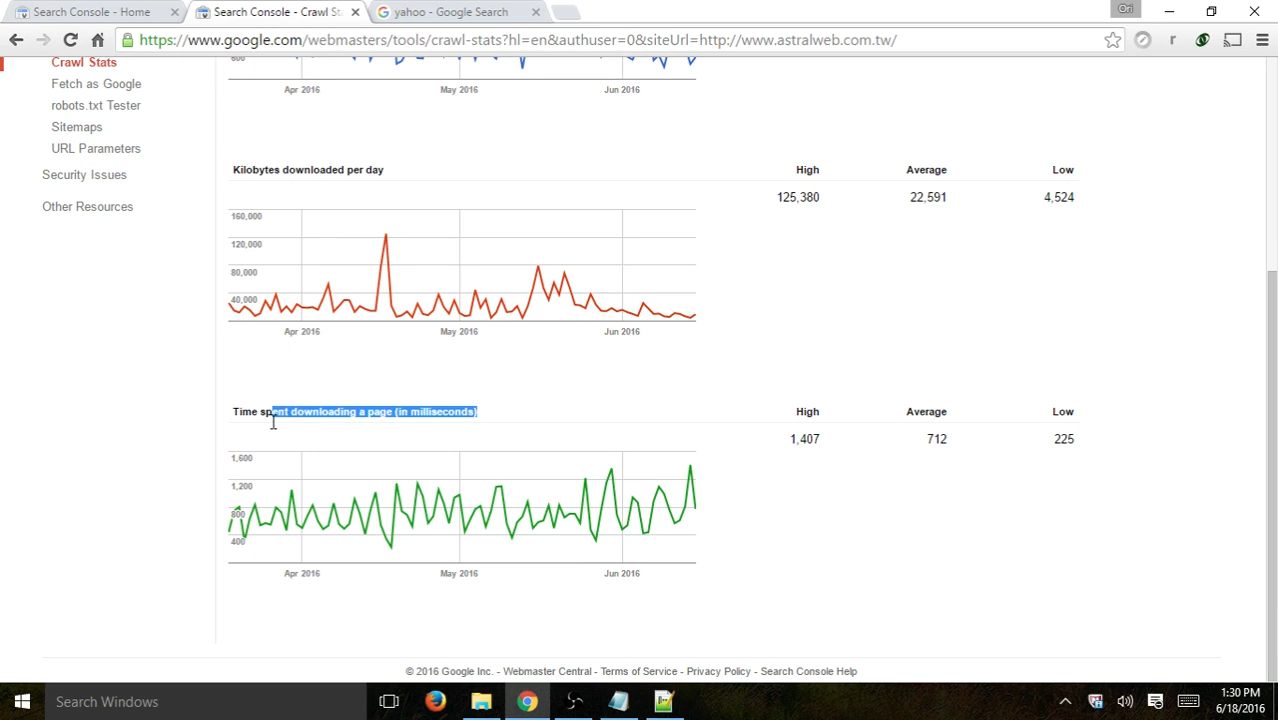 Search Console - Home
Search Console - Crawl St
yahoo - Google Search
Ori
https://www.google.com/webmasters/tools/crawl-stats?hl=en&authuser=0&siteUrl=http://www.astralweb.com.tw/
r
Crawl Stats
Fetch as Google
robots.txt Tester
Sitemaps
URL Parameters
Security Issues
Other Resources
600
Apr 2016 May 2016 Jun 2016
Kilobytes downloaded per day High Average Low
125,380 22,591 4,524
160,000
120,000
80,000
40,000
Apr 2016 May 2016 Jun 2016
Time spent downloading a page (in milliseconds) High Average Low
1,407 712 225
1,600
1,200
800
400
Apr 2016 May 2016 Jun 2016
© 2016 Google Inc. - Webmaster Central - Terms of Service - Privacy Policy - Search Console Help
Search Windows
1:30 PM
6/18/2016